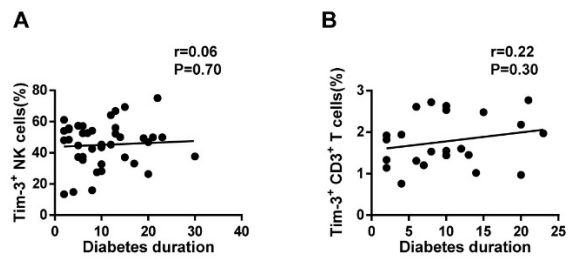 A
r=0.06
P=0.70
Tim-3⁺ NK cells(%)
80
60
40
20
0
0 10 20 30 40
Diabetes duration
B
r=0.22
P=0.30
Tim-3⁺ CD3⁺ T cells(%)
3
2
1
0
0 5 10 15 20 25
Diabetes duration